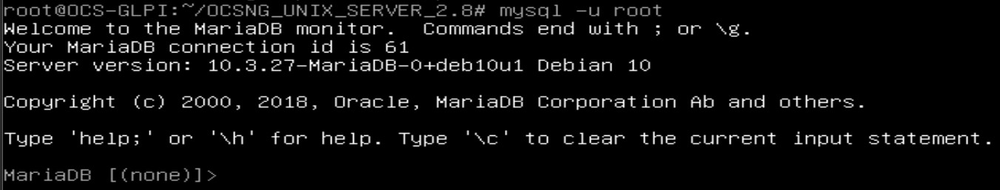 root@OCS-GLPI:~/OCSNG_UNIX_SERVER_2.8# mysql -u root
Welcome to the MariaDB monitor.  Commands end with ; or \g.
Your MariaDB connection id is 61
Server version: 10.3.27-MariaDB-0+deb10u1 Debian 10
Copyright (c) 2000, 2018, Oracle, MariaDB Corporation Ab and others.
Type 'help;' or '\h' for help. Type '\c' to clear the current input statement.
MariaDB [(none)]>